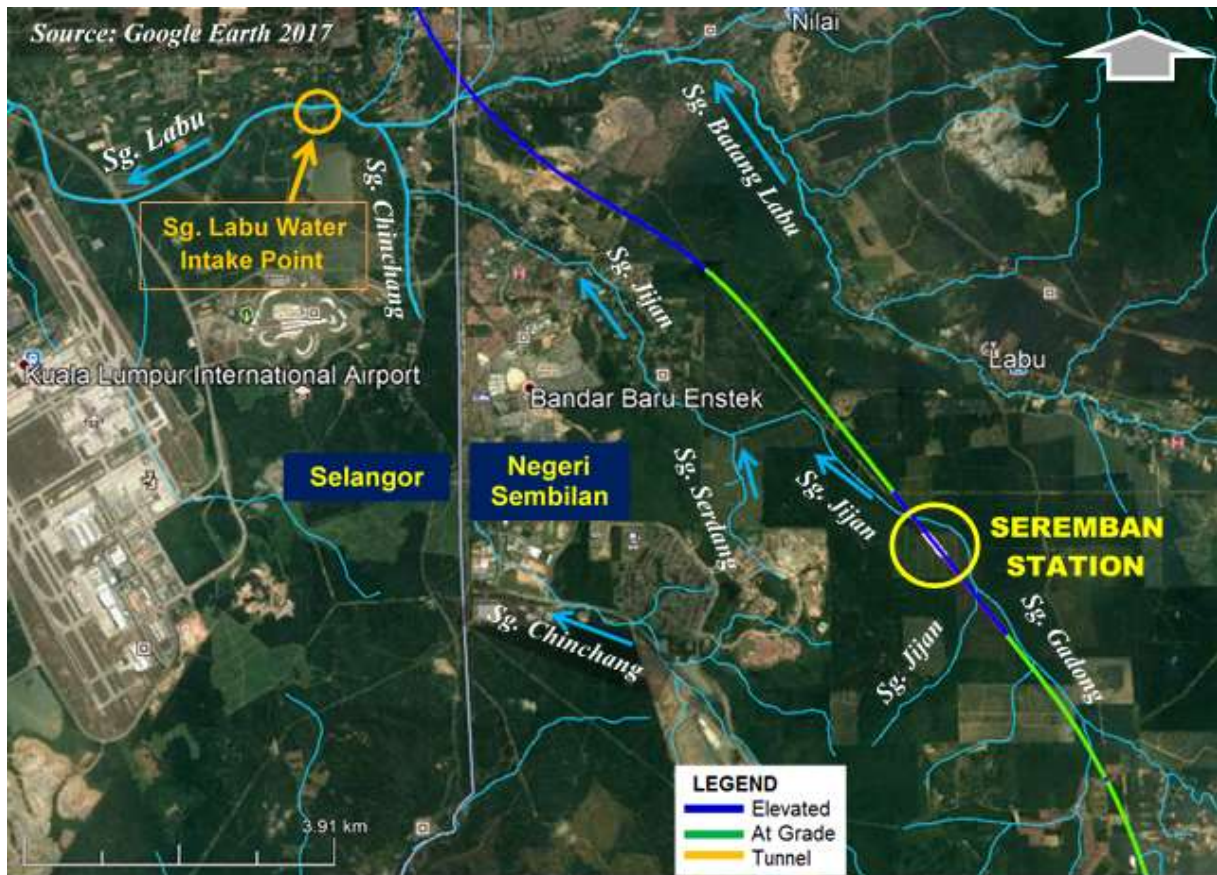 Source: Google Earth 2017
Nilai
Sg. Labu
Sg. Batang Labu
Sg. Chinchang
Sg. Labu Water
Intake Point
Sg. Jijan
Labu
Kuala Lumpur International Airport
Bandar Baru Enstek
Selangor
Negeri
Sembilan
Sg. Serdang
Sg. Jijan
SEREMBAN
STATION
Sg. Chinchang
Sg. Jijan
Sg. Gadong
LEGEND
Elevated
At Grade
Tunnel
3.91 km